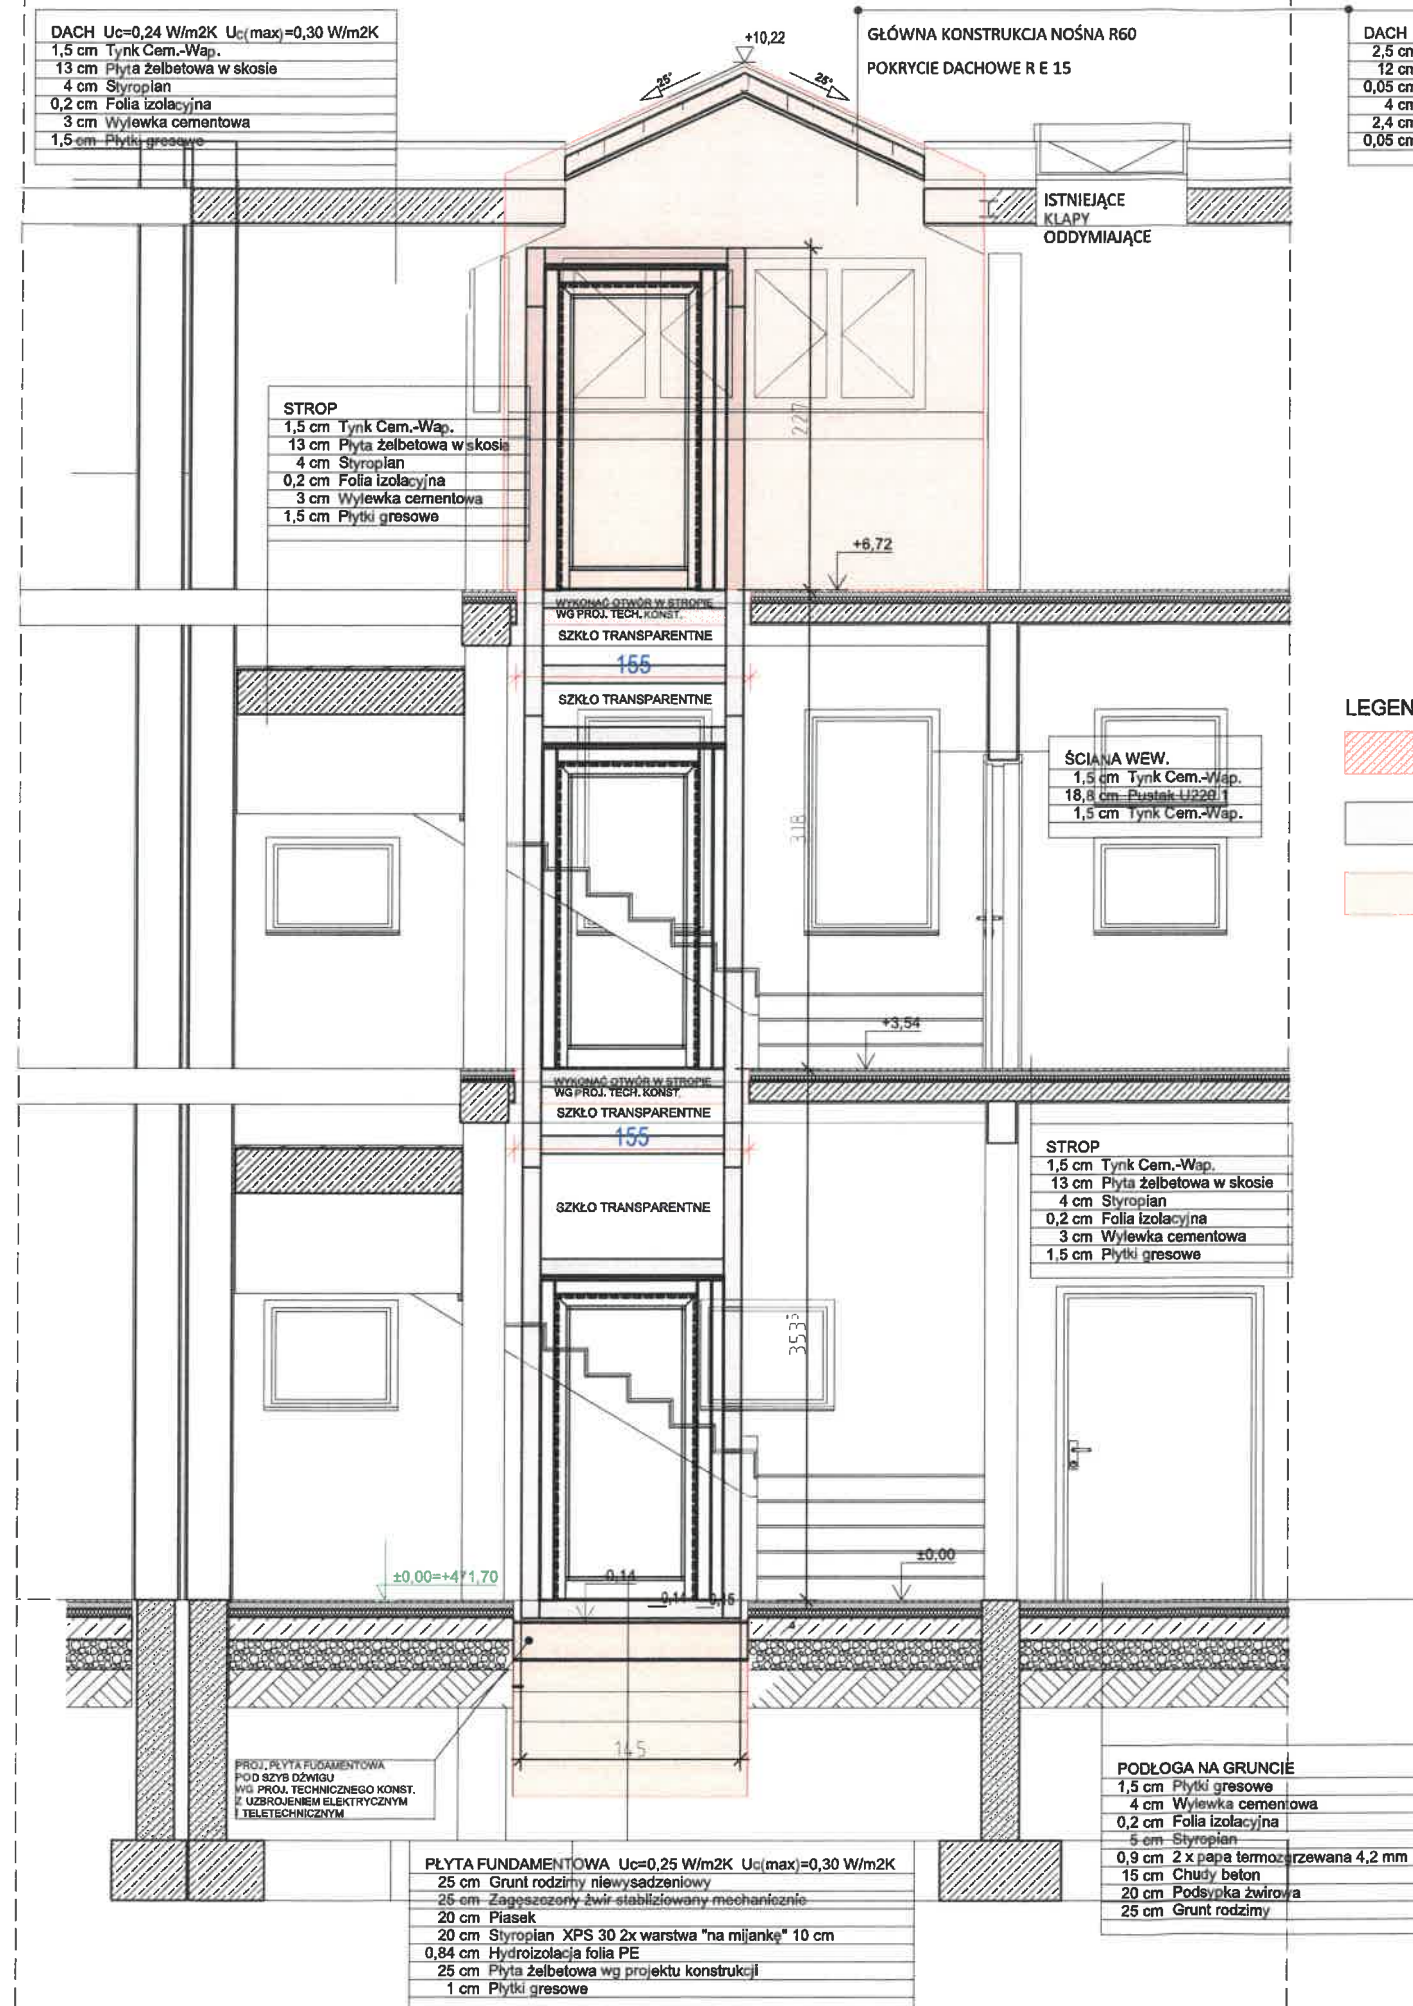 DACH Uc=0,24 W/m2K Uc(max)=0,30 W/m2K
1,5 cm Tynk Cem.-Wap.
13 cm Płyta żelbetowa w skosie
4 cm Styropian
0,2 cm Folia izolacyjna
3 cm Wylewka cementowa
1,5 cm Płytki gresowe
+10,22
25°
25°
GŁÓWNA KONSTRUKCJA NOŚNA R60
POKRYCIE DACHOWE R E 15
DACH
2,5 cm
12 cm
0,05 cm
4 cm
2,4 cm
0,05 cm
ISTNIEJĄCE
KLAPY
ODDYMIAJĄCE
STROP
1,5 cm Tynk Cem.-Wap.
13 cm Płyta żelbetowa w skosie
4 cm Styropian
0,2 cm Folia izolacyjna
3 cm Wylewka cementowa
1,5 cm Płytki gresowe
227
+6,72
WYKONAĆ OTWÓR W STROPIE
WG PROJ. TECH. KONST.
SZKŁO TRANSPARENTNE
155
SZKŁO TRANSPARENTNE
LEGEN
ŚCIANA WEW.
1,5 cm Tynk Cem.-Wap.
18,8 cm Pustak U220.1
1,5 cm Tynk Cem.-Wap.
318
+3,54
WYKONAĆ OTWÓR W STROPIE
WG PROJ. TECH. KONST.
SZKŁO TRANSPARENTNE
155
SZKŁO TRANSPARENTNE
STROP
1,5 cm Tynk Cem.-Wap.
13 cm Płyta żelbetowa w skosie
4 cm Styropian
0,2 cm Folia izolacyjna
3 cm Wylewka cementowa
1,5 cm Płytki gresowe
353⁵
±0,00=+471,70
-0,14
-0,14
-0,15
±0,00
4
PROJ. PŁYTA FUDAMENTOWA
POD SZYB DŹWIGU
WG PROJ. TECHNICZNEGO KONST.
Z UZBROJENIEM ELEKTRYCZNYM
I TELETECHNICZNYM
145
PŁYTA FUNDAMENTOWA Uc=0,25 W/m2K Uc(max)=0,30 W/m2K
25 cm Grunt rodzimy niewysadzeniowy
25 cm Zagęszczony żwir stabliziowany mechanicznie
20 cm Piasek
20 cm Styropian XPS 30 2x warstwa "na mijankę" 10 cm
0,84 cm Hydroizolacja folia PE
25 cm Płyta żelbetowa wg projektu konstrukcji
1 cm Płytki gresowe
PODŁOGA NA GRUNCIE
1,5 cm Płytki gresowe
4 cm Wylewka cementowa
0,2 cm Folia izolacyjna
5 cm Styropian
0,9 cm 2 x papa termozgrzewana 4,2 mm
15 cm Chudy beton
20 cm Podsypka żwirowa
25 cm Grunt rodzimy